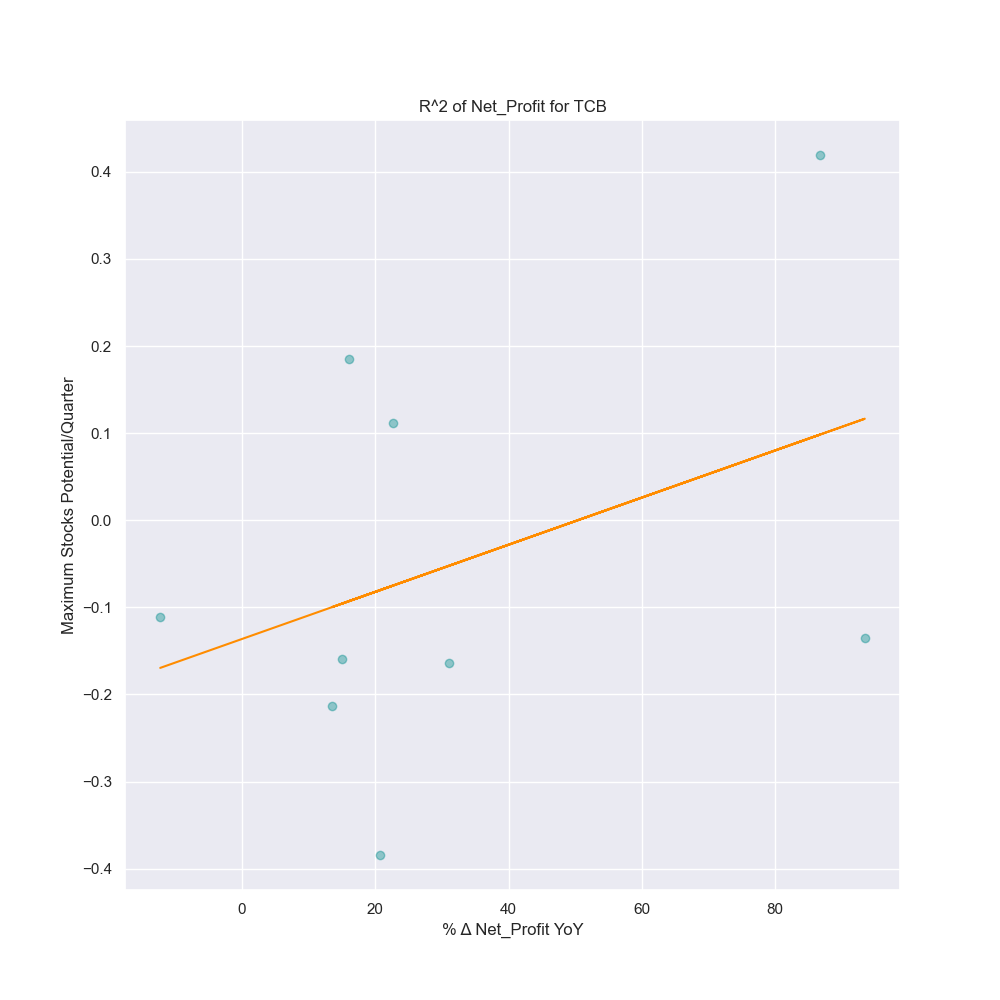 R^2 of Net_Profit for TCB
Maximum Stocks Potential/Quarter
0.4
0.3
0.2
0.1
0.0
−0.1
−0.2
−0.3
−0.4
0 20 40 60 80
% Δ Net_Profit YoY